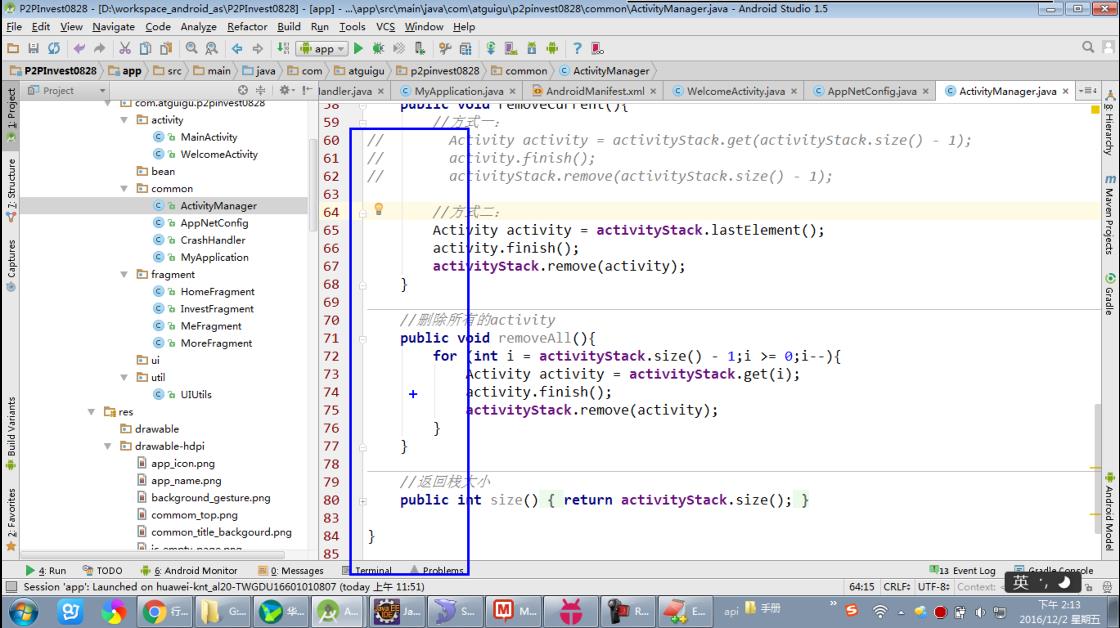 P2PInvest0828 - [D:\workspace_android_as\P2PInvest0828] - [app] - ...\app\src\main\java\com\atguigu\p2pinvest0828\common\ActivityManager.java - Android Studio 1.5
File Edit View Navigate Code Analyze Refactor Build Run Tools VCS Window Help
app
P2PInvest0828 app src main java com atguigu p2pinvest0828 common ActivityManager
Project
Handler.java MyApplication.java AndroidManifest.xml WelcomeActivity.java AppNetConfig.java ActivityManager.java
1: Project
7: Structure
Captures
Build Variants
2: Favorites
com.atguigu.p2pinvest0828
activity
MainActivity
WelcomeActivity
bean
common
ActivityManager
AppNetConfig
CrashHandler
MyApplication
fragment
HomeFragment
InvestFragment
MeFragment
MoreFragment
ui
util
UIUtils
res
drawable
drawable-hdpi
app_icon.png
app_name.png
background_gesture.png
commom_top.png
common_title_backgourd.png
is_empty_page.png
58 public void removeCurrent(){
59 //方式一：
60 // Activity activity = activityStack.get(activityStack.size() - 1);
61 // activity.finish();
62 // activityStack.remove(activityStack.size() - 1);
63
64 //方式二：
65 Activity activity = activityStack.lastElement();
66 activity.finish();
67 activityStack.remove(activity);
68 }
69
70 //删除所有的activity
71 public void removeAll(){
72 for (int i = activityStack.size() - 1;i >= 0;i--){
73 Activity activity = activityStack.get(i);
74 activity.finish();
75 activityStack.remove(activity);
76 }
77 }
78
79 //返回栈大小
80 public int size() { return activityStack.size(); }
83
84 }
85
8: Hierarchy
Maven Projects
Gradle
Android Model
4: Run TODO 6: Android Monitor 0: Messages Terminal Problems 13 Event Log Gradle Console
Session 'app': Launched on huawei-knt_al20-TWGDU16601010807 (today 上午 11:51) 64:15 CRLF: UTF-8: Context:
英
行... G:... 华... A... S... M... R... E... api 手册
下午 2:13
2016/12/2 星期五